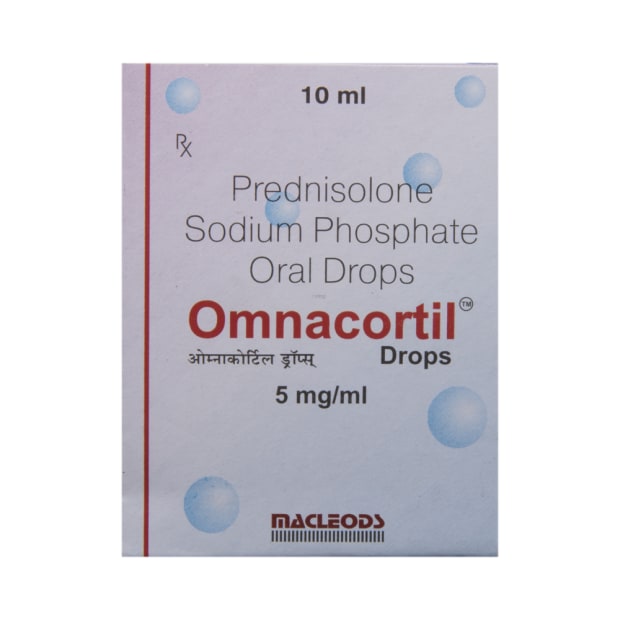 10 ml
Rx
Prednisolone
Sodium Phosphate
Oral Drops
Omnacortil™
ओम्नाकोर्टिल ड्रॉप्स् Drops
5 mg/ml
MACLEODS